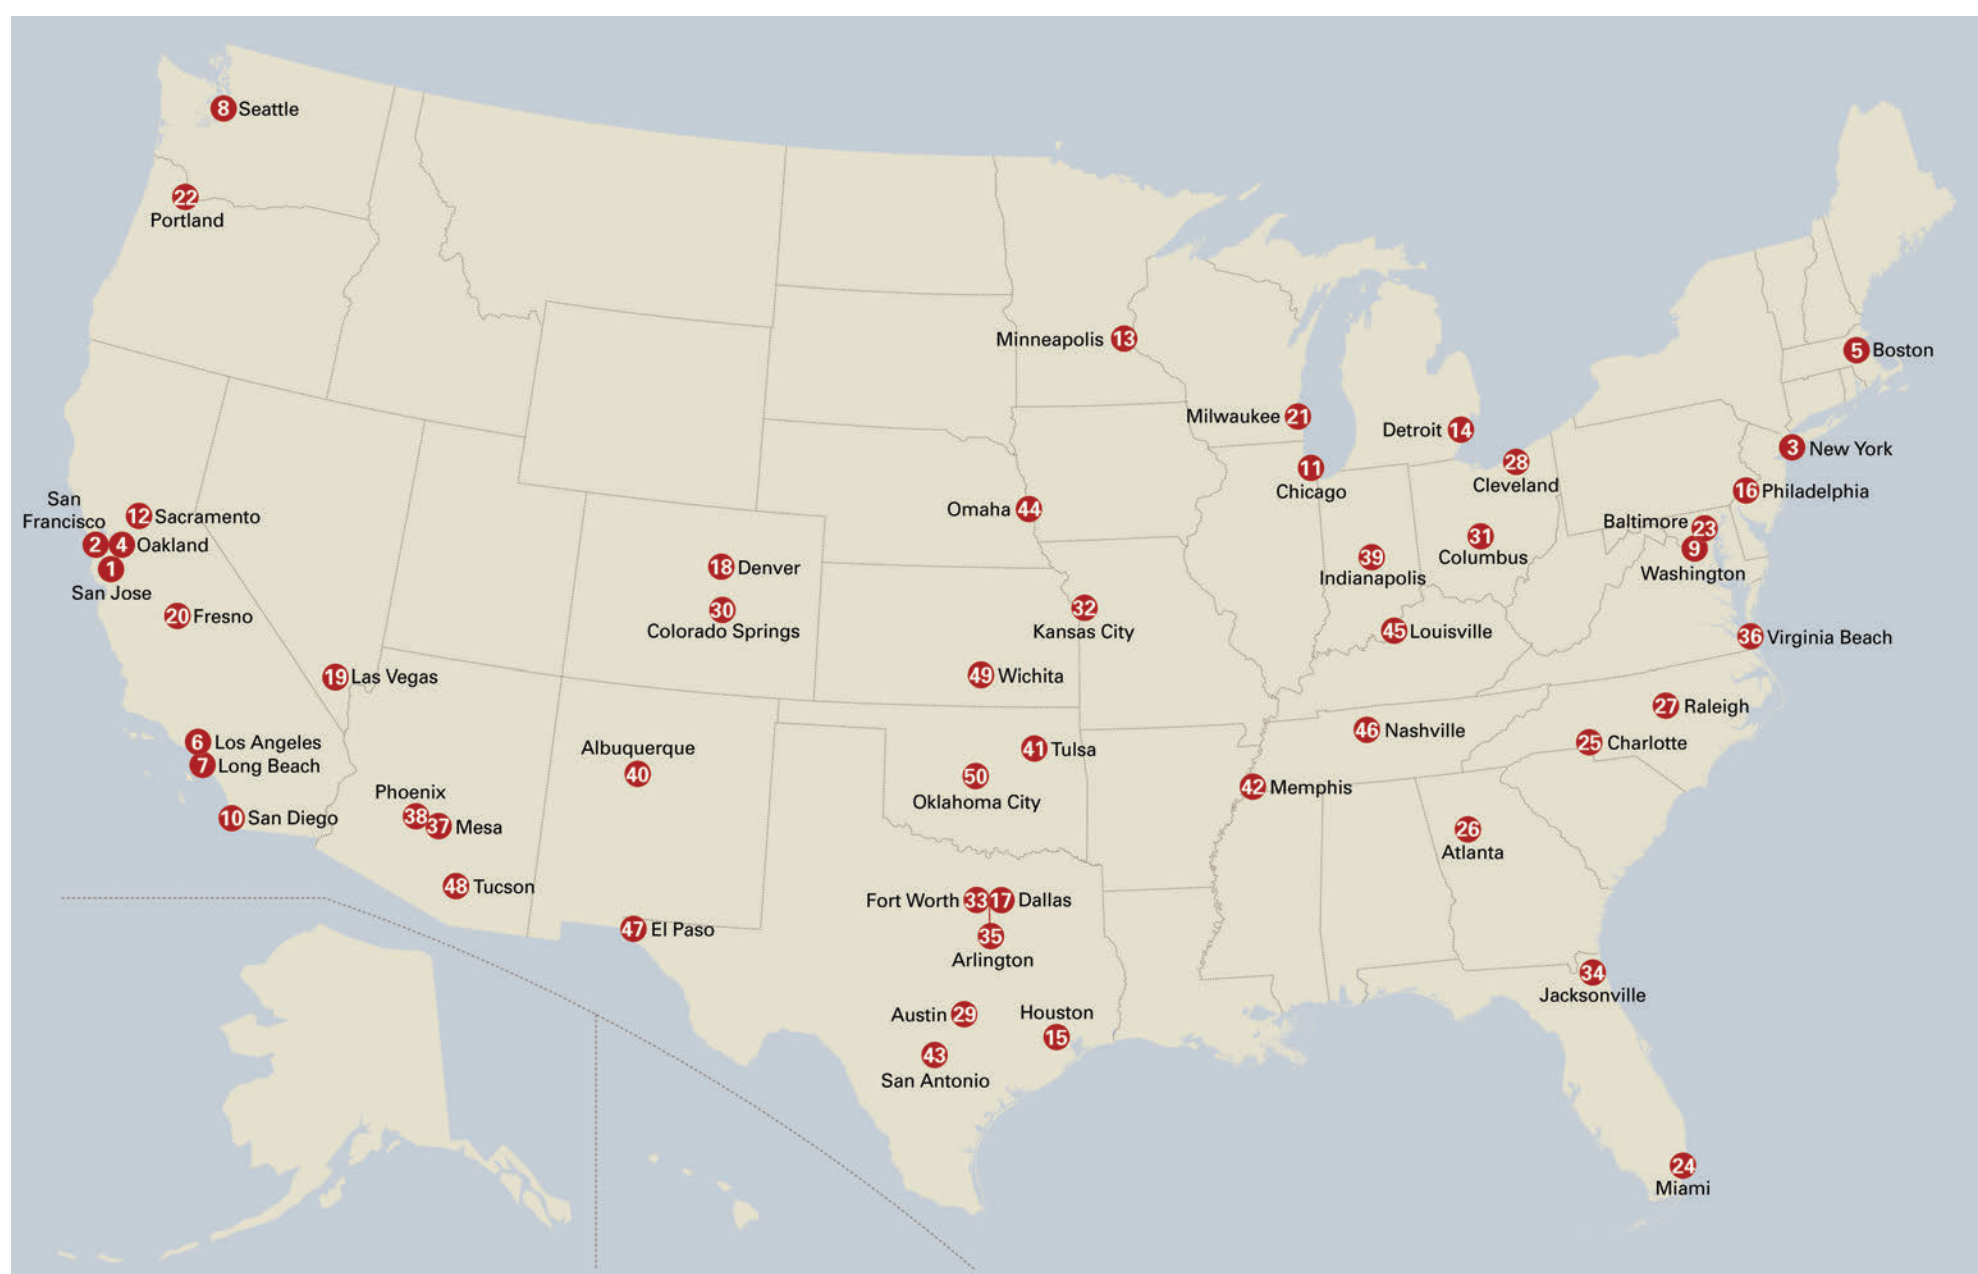 8 Seattle
22
Portland
Minneapolis 13
5 Boston
Milwaukee 21
Detroit 14
3 New York
11
Chicago
28
Cleveland
16 Philadelphia
San
Francisco
12 Sacramento
2
4 Oakland
1
San Jose
20 Fresno
Omaha 44
Baltimore 23
9
Washington
31
Columbus
39
Indianapolis
18 Denver
30
Colorado Springs
32
Kansas City
45 Louisville
36 Virginia Beach
19 Las Vegas
49 Wichita
27 Raleigh
46 Nashville
25 Charlotte
6 Los Angeles
7 Long Beach
Albuquerque
40
41 Tulsa
50
Oklahoma City
42 Memphis
10 San Diego
Phoenix
38
37 Mesa
26
Atlanta
48 Tucson
47 El Paso
Fort Worth 33
17 Dallas
35
Arlington
34
Jacksonville
Austin 29
Houston
15
43
San Antonio
24
Miami